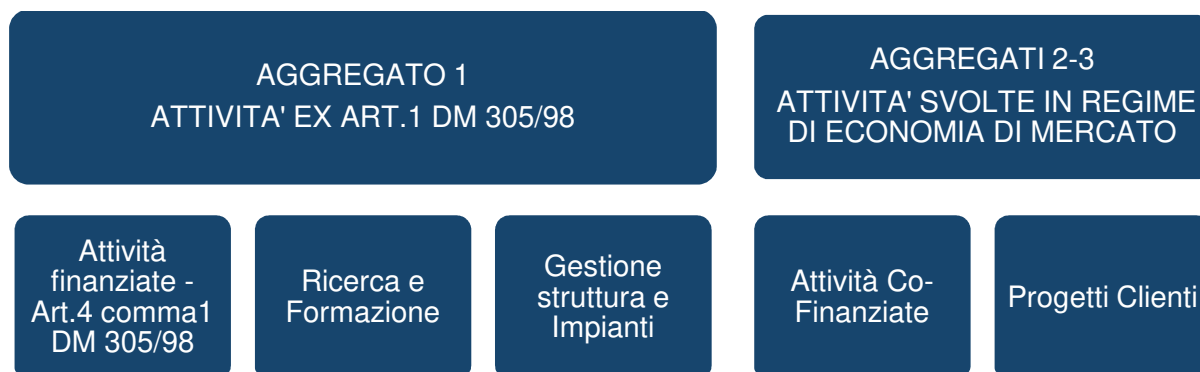 AGGREGATO 1
ATTIVITA' EX ART.1 DM 305/98
AGGREGATI 2-3
ATTIVITA' SVOLTE IN REGIME
DI ECONOMIA DI MERCATO
Attività
finanziate -
Art.4 comma1
DM 305/98
Ricerca e
Formazione
Gestione
struttura e
Impianti
Attività Co-
Finanziate
Progetti Clienti